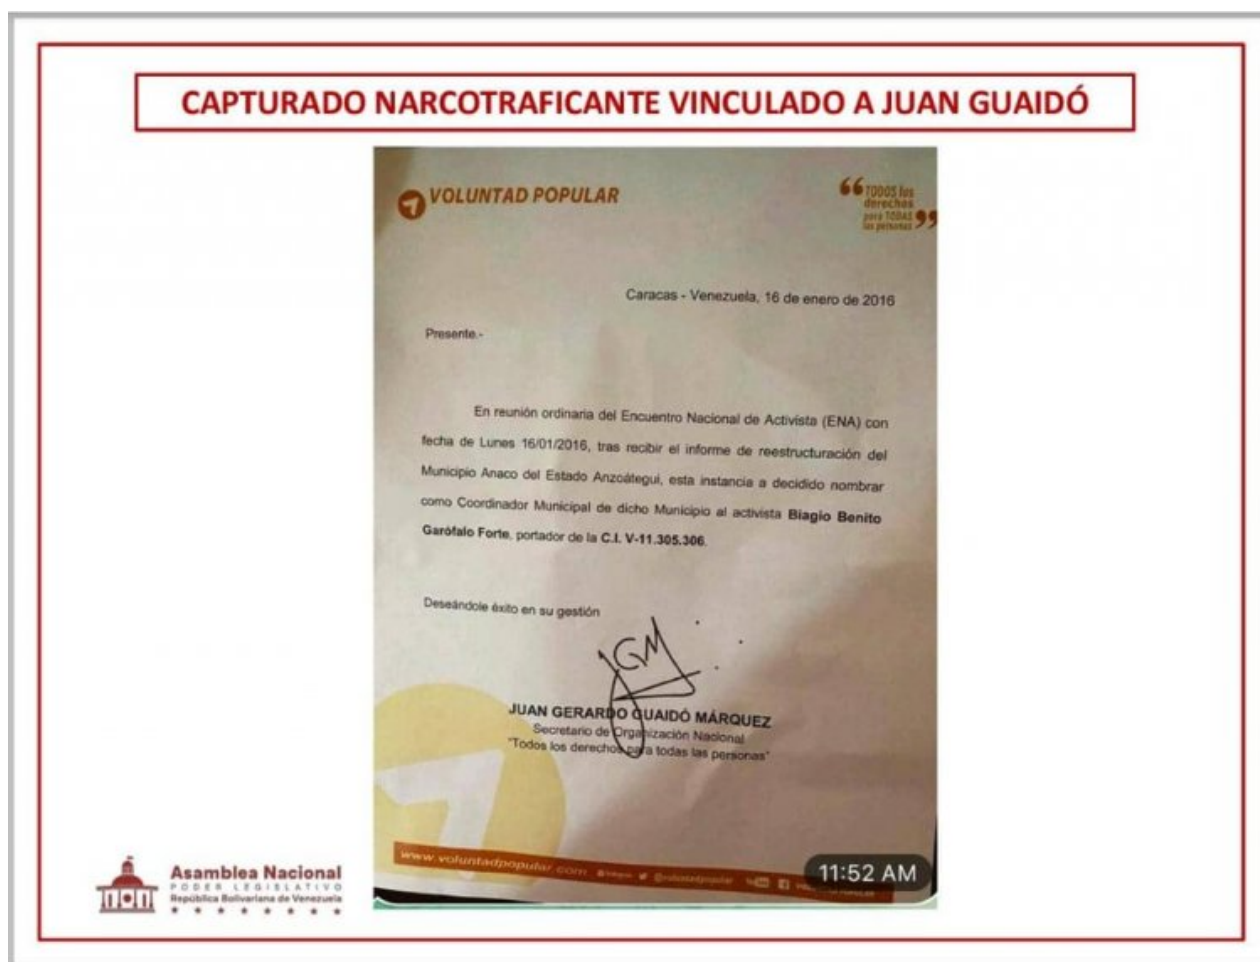 CAPTURADO NARCOTRAFICANTE VINCULADO A JUAN GUAIDÓ
VOLUNTAD POPULAR
TODOS los
derechos
para TODAS
las personas
Caracas - Venezuela, 16 de enero de 2016
Presente.-
En reunión ordinaria del Encuentro Nacional de Activista (ENA) con
fecha de Lunes 16/01/2016, tras recibir el informe de reestructuración del
Municipio Anaco del Estado Anzoátegui, esta instancia a decidido nombrar
como Coordinador Municipal de dicho Municipio al activista Biagio Benito
Garófalo Forte, portador de la C.I. V-11.305.306.
Deseándole éxito en su gestión
JGM
JUAN GERARDO GUAIDÓ MÁRQUEZ
Secretario de Organización Nacional
"Todos los derechos para todas las personas"
www.voluntadpopular.com @voluntadpopular
11:52 AM
Asamblea Nacional
PODER LEGISLATIVO
República Bolivariana de Venezuela